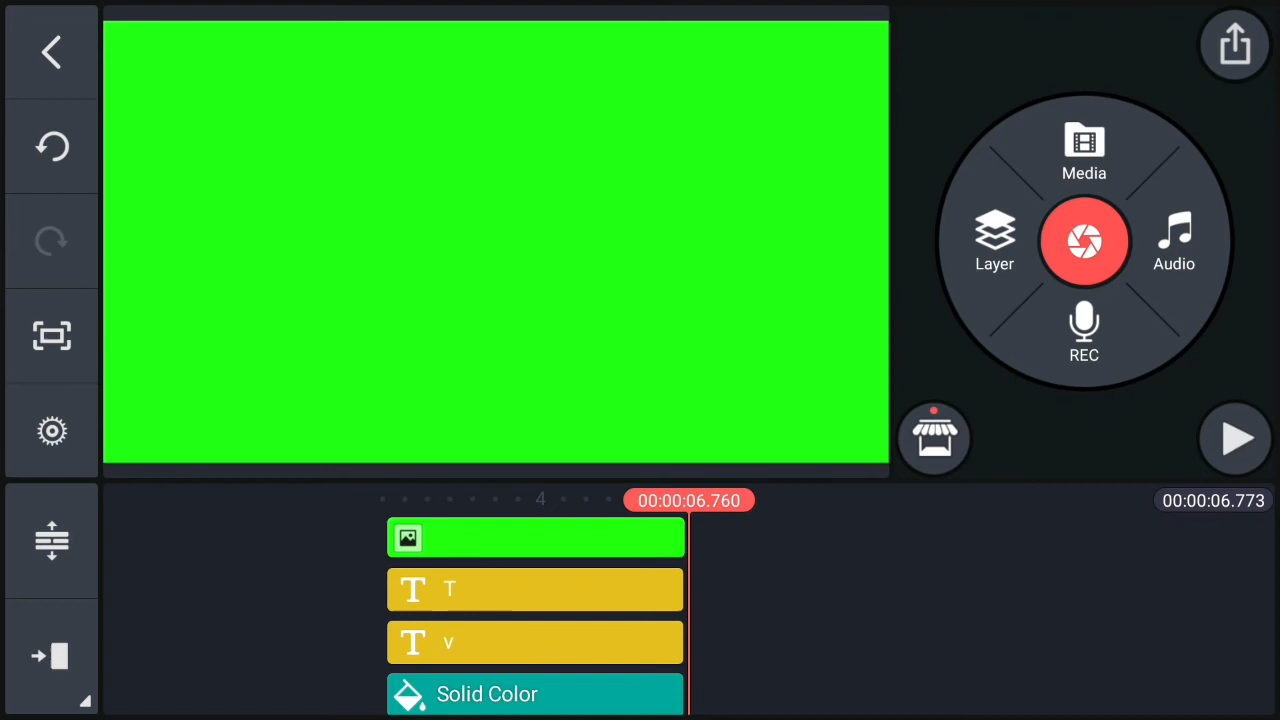 Media
Layer
Audio
REC
4
00:00:06.760
00:00:06.773
T T
T v
Solid Color